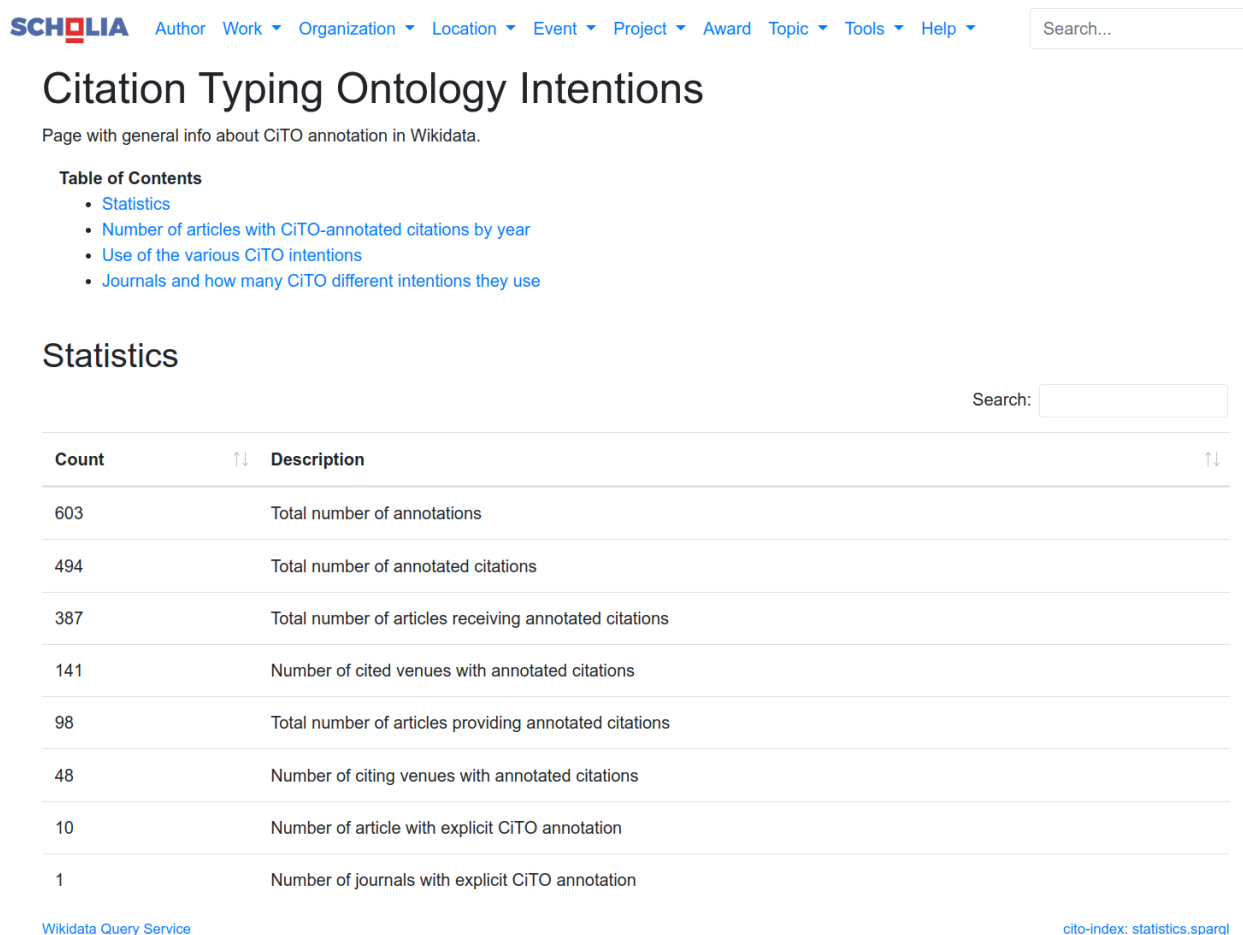 SCHOLIA Author Work Organization Location Event Project Award Topic Tools Help Search...
Citation Typing Ontology Intentions
Page with general info about CiTO annotation in Wikidata.
Table of Contents
Statistics
Number of articles with CiTO-annotated citations by year
Use of the various CiTO intentions
Journals and how many CiTO different intentions they use
Statistics
Search:
Count Description
603 Total number of annotations
494 Total number of annotated citations
387 Total number of articles receiving annotated citations
141 Number of cited venues with annotated citations
98 Total number of articles providing annotated citations
48 Number of citing venues with annotated citations
10 Number of article with explicit CiTO annotation
1 Number of journals with explicit CiTO annotation
Wikidata Query Service cito-index: statistics.sparql